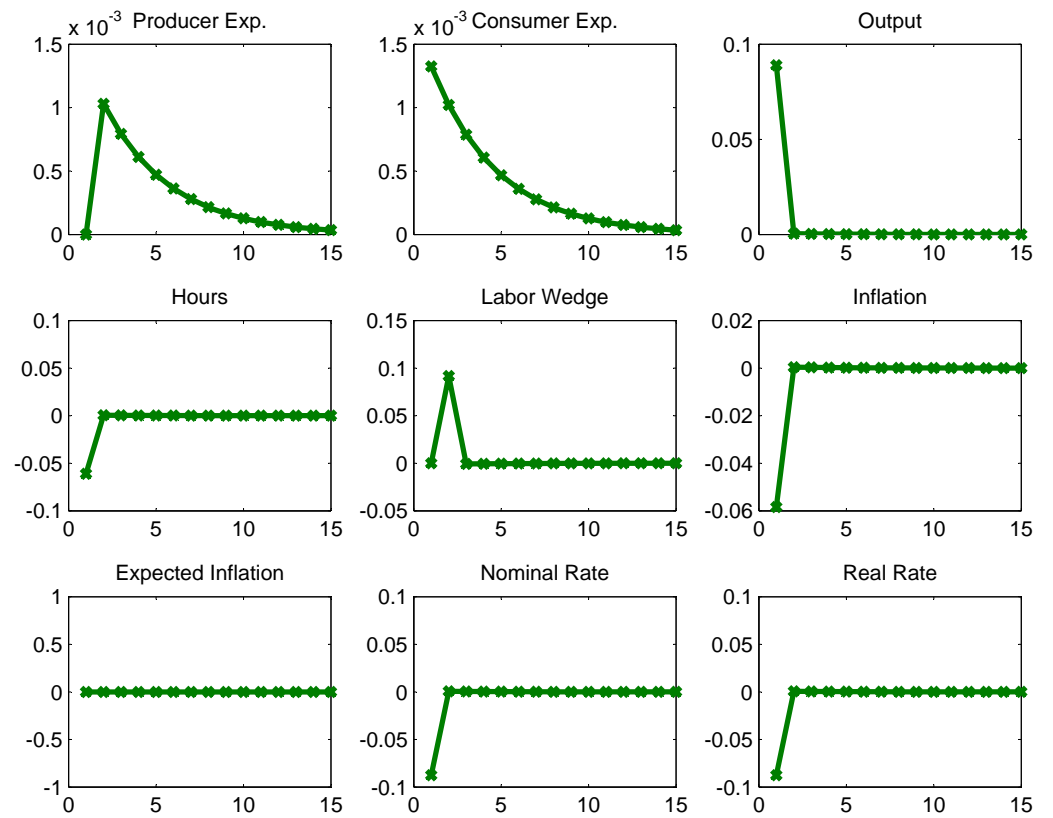 x 10-3 Producer Exp.
1.5
1
0.5
0
0 5 10 15
x 10-3 Consumer Exp.
1.5
1
0.5
0
0 5 10 15
Output
0.1
0.05
0
0 5 10 15
Hours
0.1
0.05
0
-0.05
-0.1
0 5 10 15
Labor Wedge
0.15
0.1
0.05
0
-0.05
0 5 10 15
Inflation
0.02
0
-0.02
-0.04
-0.06
0 5 10 15
Expected Inflation
1
0.5
0
-0.5
-1
0 5 10 15
Nominal Rate
0.1
0.05
0
-0.05
-0.1
0 5 10 15
Real Rate
0.1
0.05
0
-0.05
-0.1
0 5 10 15